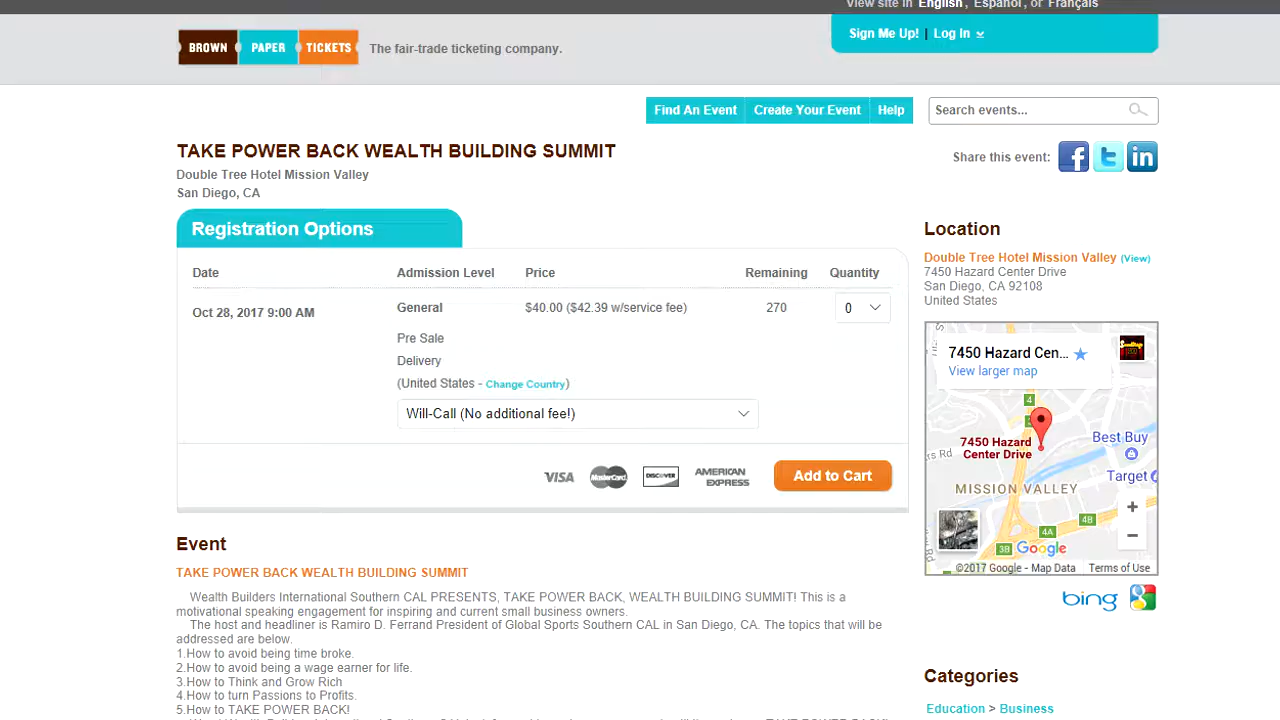 View site in English, Español, or Français
BROWN PAPER TICKETS The fair-trade ticketing company.
Sign Me Up! | Log In
Find An Event Create Your Event Help
Search events...
TAKE POWER BACK WEALTH BUILDING SUMMIT
Double Tree Hotel Mission Valley
San Diego, CA
Share this event:
Registration Options
Date Admission Level Price Remaining Quantity
Oct 28, 2017 9:00 AM General $40.00 ($42.39 w/service fee) 270 0
Pre Sale
Delivery
(United States - Change Country)
Will-Call (No additional fee!)
VISA MasterCard DISCOVER AMERICAN EXPRESS Add to Cart
Location
Double Tree Hotel Mission Valley (View)
7450 Hazard Center Drive
San Diego, CA 92108
United States
7450 Hazard Cen...
View larger map
4
7450 Hazard
Center Drive
Best Buy
Target
MISSION VALLEY
4B
4A
3B
Google
©2017 Google - Map Data Terms of Use
bing
Event
TAKE POWER BACK WEALTH BUILDING SUMMIT
Wealth Builders International Southern CAL PRESENTS, TAKE POWER BACK, WEALTH BUILDING SUMMIT! This is a
motivational speaking engagement for inspiring and current small business owners.
The host and headliner is Ramiro D. Ferrand President of Global Sports Southern CAL in San Diego, CA. The topics that will be
addressed are below.
1.How to avoid being time broke.
2.How to avoid being a wage earner for life.
3.How to Think and Grow Rich
4.How to turn Passions to Profits.
5.How to TAKE POWER BACK!
Categories
Education > Business